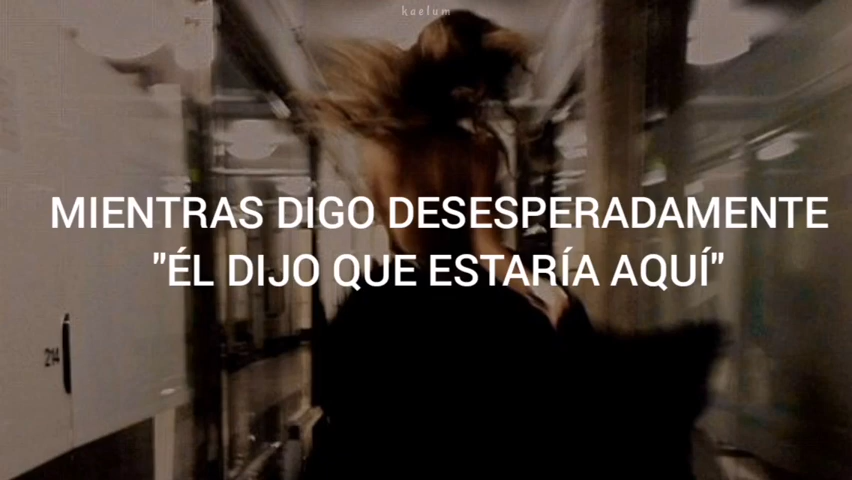 kaelum
MIENTRAS DIGO DESESPERADAMENTE
"ÉL DIJO QUE ESTARÍA AQUÍ"
214